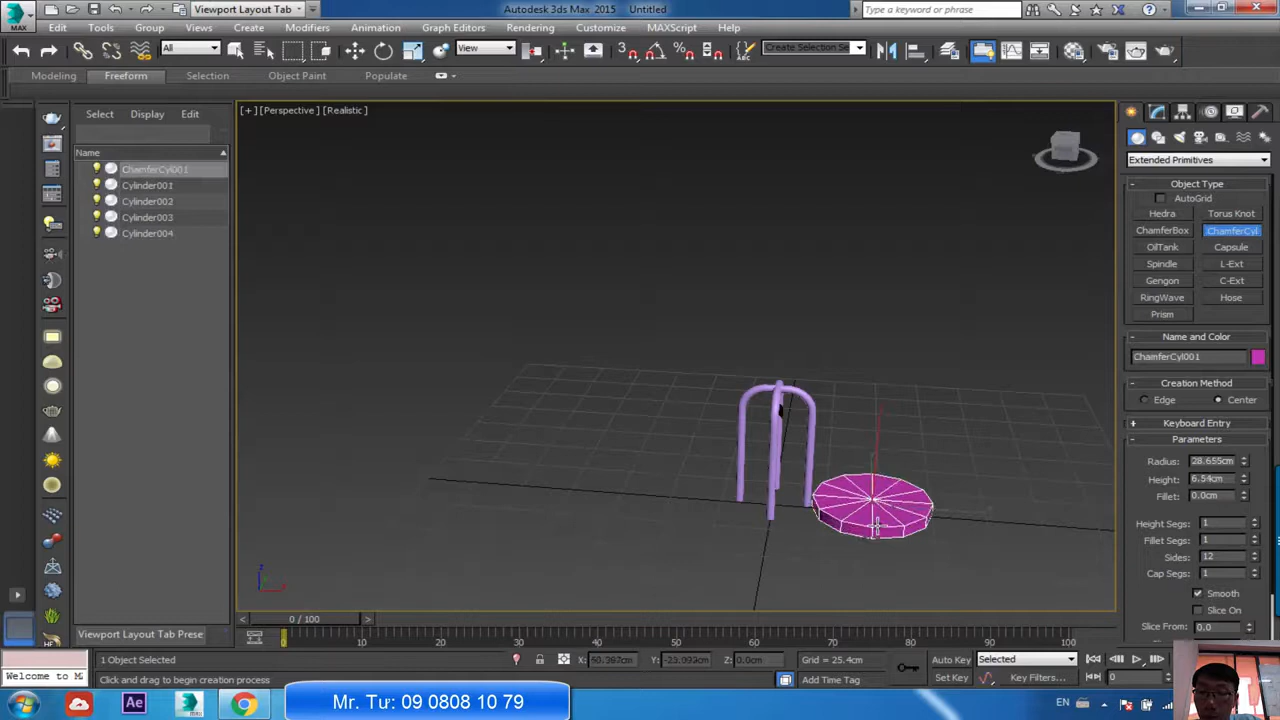 Workspace: Default
Autodesk 3ds Max 2015 Untitled
Type a keyword or phrase
MAX
Edit Tools Group Views Create Modifiers Animation Graph Editors Rendering Customize MAXScript Help
All View Create Selection Se
Modeling Freeform Selection Object Paint Populate
Select Display Edit
Name
ChamferCyl001
Cylinder001
Cylinder002
Cylinder003
Cylinder004
[+][Perspective][Realistic]
Extended Primitives
Object Type
AutoGrid
Hedra Torus Knot
ChamferBox ChamferCyl
OilTank Capsule
Spindle L-Ext
Gengon C-Ext
RingWave Hose
Prism
Name and Color
ChamferCyl001
Creation Method
Edge Center
Keyboard Entry
Parameters
Radius: 28.655cm
Height: 6.54cm
Fillet: 0.0cm
Height Segs: 1
Fillet Segs: 1
Sides: 12
Cap Segs: 1
Smooth
Slice On
Slice From: 0.0
z
0 / 100
Viewport Layout Tab Prese
0 10 20 30 40 50 60 70 80 90 100
1 Object Selected X: 50.387cm Y: -23.992cm Z: 0.0cm Grid = 25.4cm Auto Key Selected
Welcome to M
Click and drag to begin creation process
Add Time Tag Set Key Key Filters... 0
Ae
Mr. Tư: 09 0808 10 79
EN